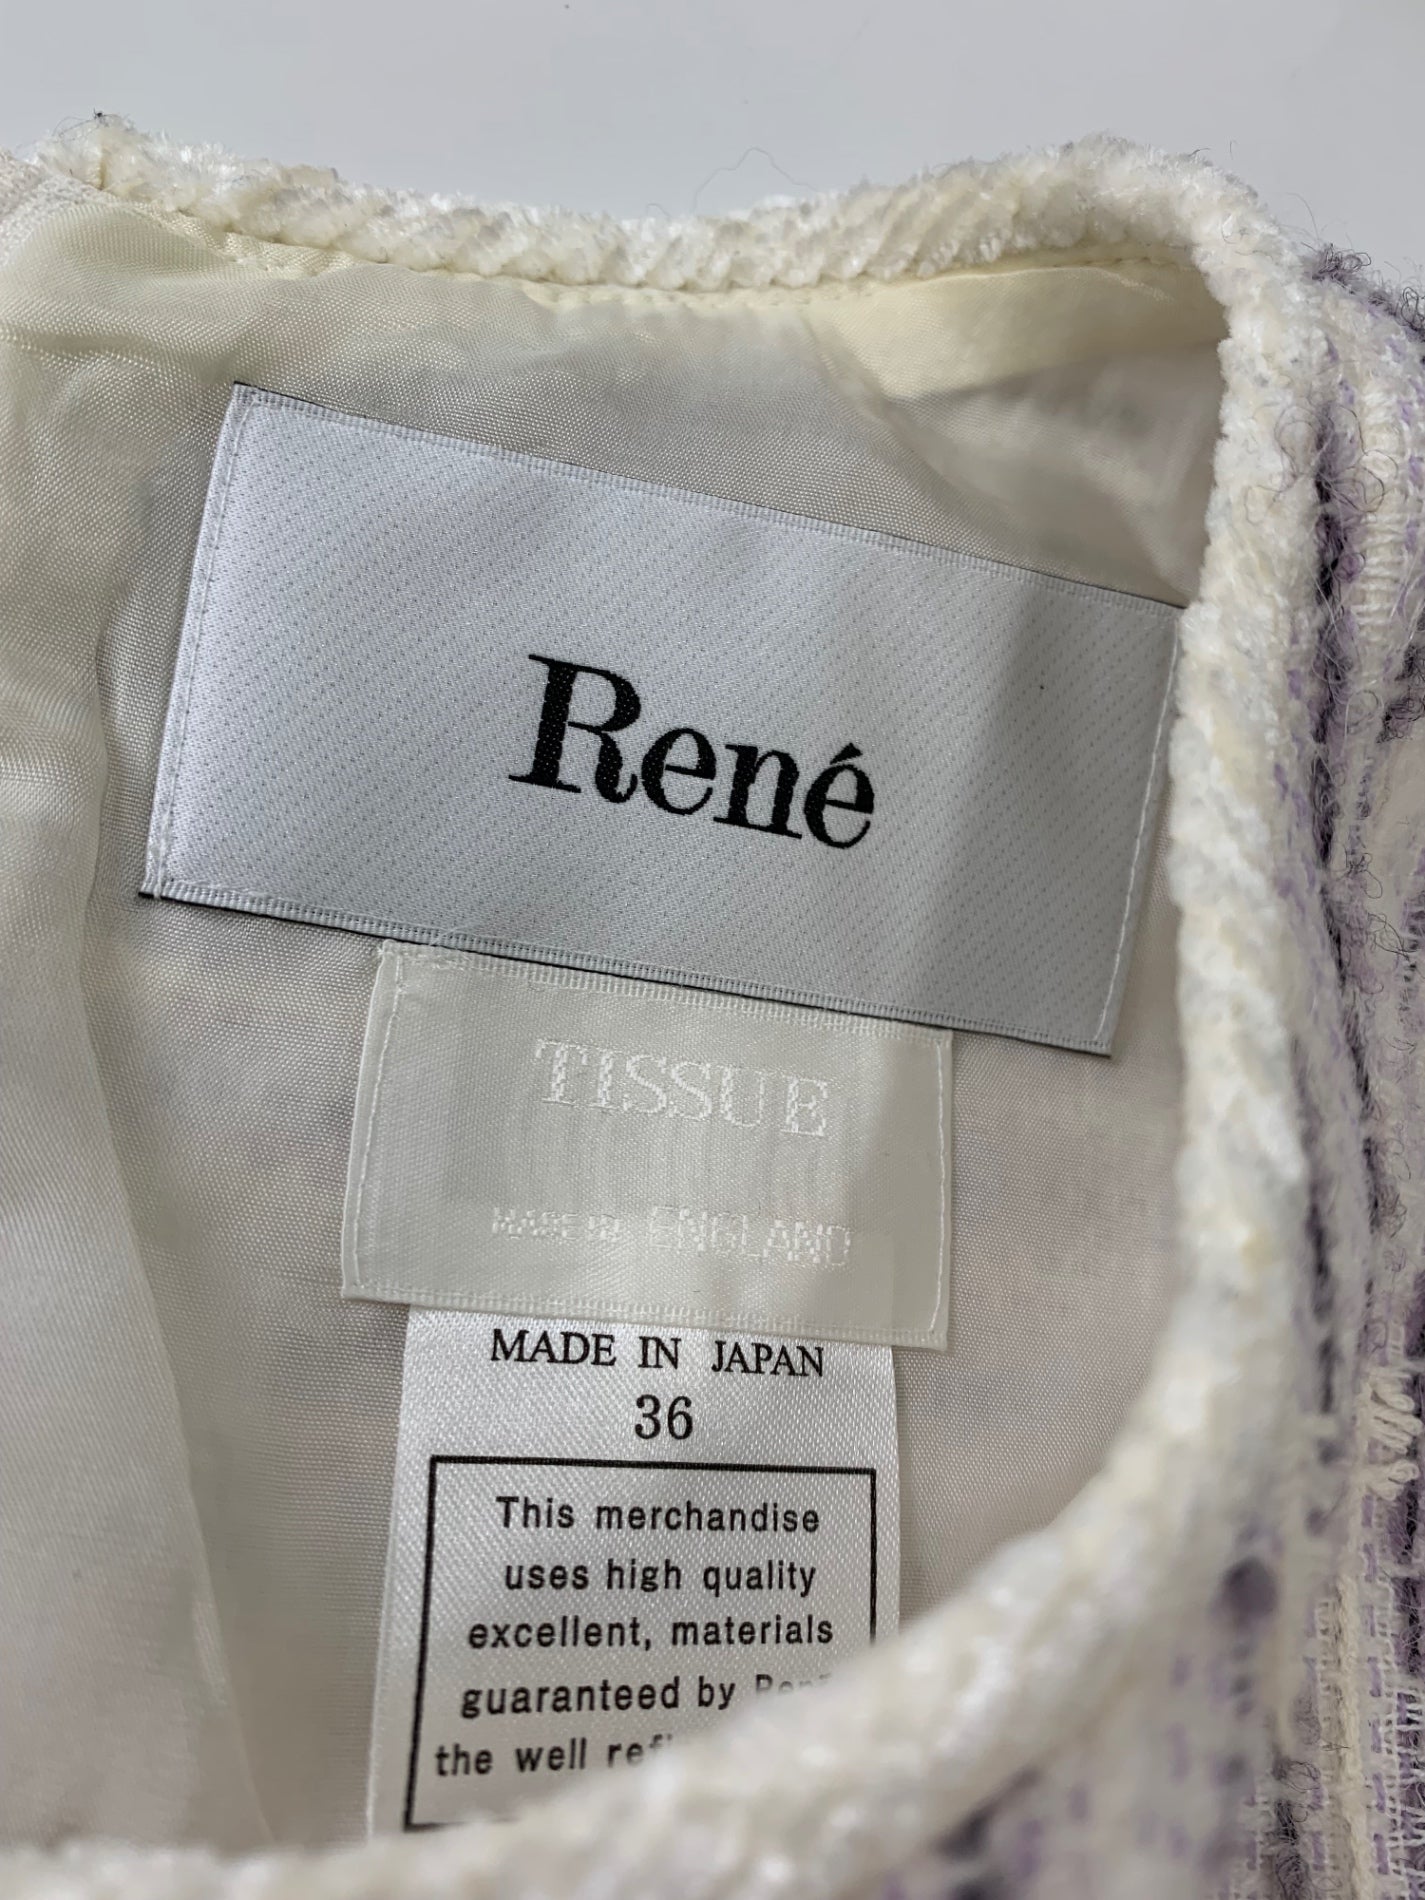 René
TISSUE
MADE IN ENGLAND
MADE IN JAPAN
36
This merchandise
uses high quality
excellent, materials
guaranteed by
the well